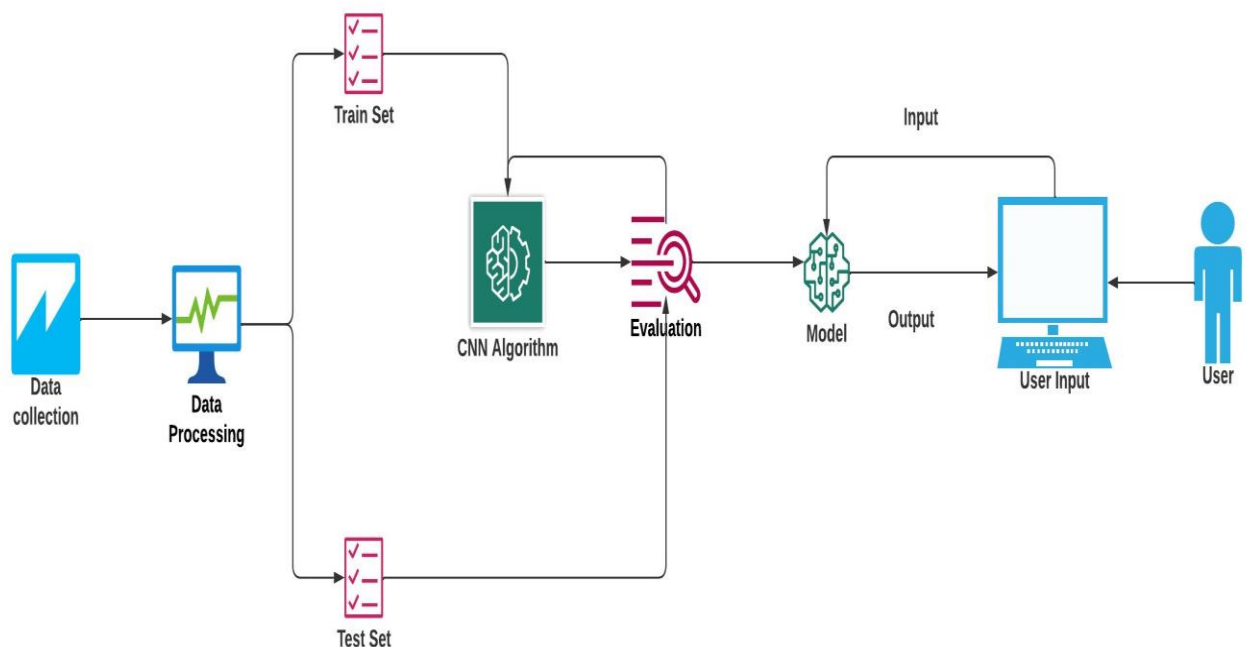 Train Set
Input
CNN Algorithm
Evaluation
Model
Output
User Input
User
Data
collection
Data
Processing
Test Set